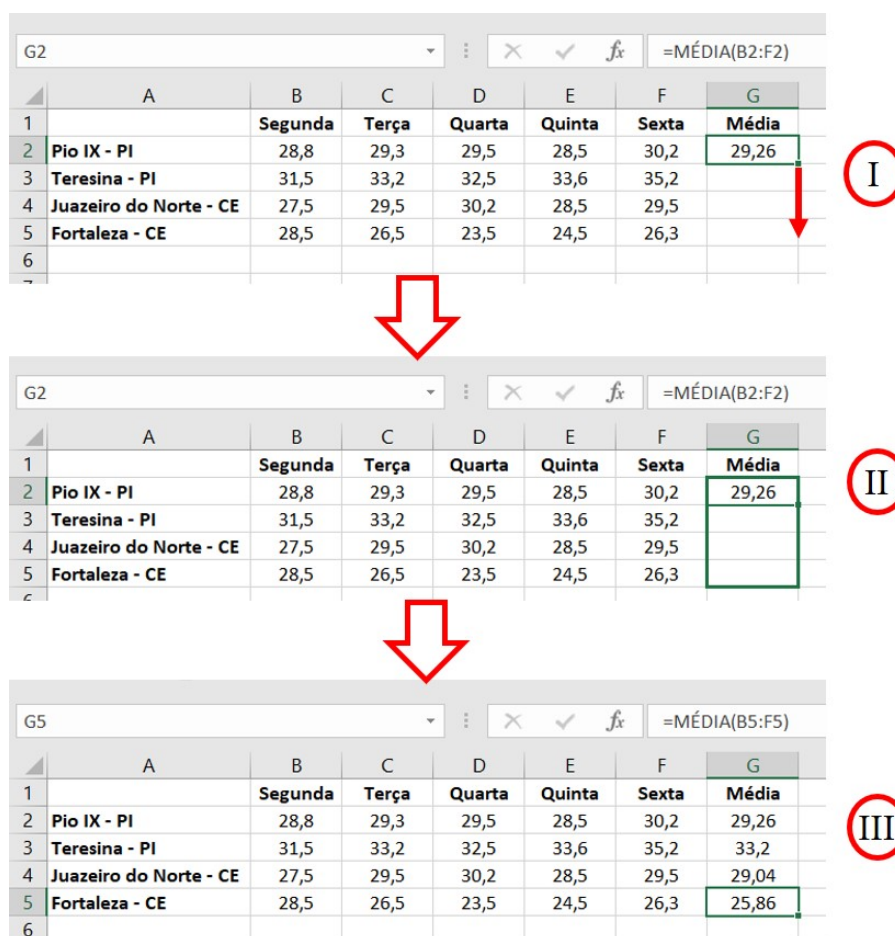 G2 fx =MÉDIA(B2:F2)
A B C D E F G
1 Segunda Terça Quarta Quinta Sexta Média
2 Pio IX - PI 28,8 29,3 29,5 28,5 30,2 29,26
3 Teresina - PI 31,5 33,2 32,5 33,6 35,2
4 Juazeiro do Norte - CE 27,5 29,5 30,2 28,5 29,5
5 Fortaleza - CE 28,5 26,5 23,5 24,5 26,3
6
I
G2 fx =MÉDIA(B2:F2)
A B C D E F G
1 Segunda Terça Quarta Quinta Sexta Média
2 Pio IX - PI 28,8 29,3 29,5 28,5 30,2 29,26
3 Teresina - PI 31,5 33,2 32,5 33,6 35,2
4 Juazeiro do Norte - CE 27,5 29,5 30,2 28,5 29,5
5 Fortaleza - CE 28,5 26,5 23,5 24,5 26,3
II
G5 fx =MÉDIA(B5:F5)
A B C D E F G
1 Segunda Terça Quarta Quinta Sexta Média
2 Pio IX - PI 28,8 29,3 29,5 28,5 30,2 29,26
3 Teresina - PI 31,5 33,2 32,5 33,6 35,2 33,2
4 Juazeiro do Norte - CE 27,5 29,5 30,2 28,5 29,5 29,04
5 Fortaleza - CE 28,5 26,5 23,5 24,5 26,3 25,86
6
III